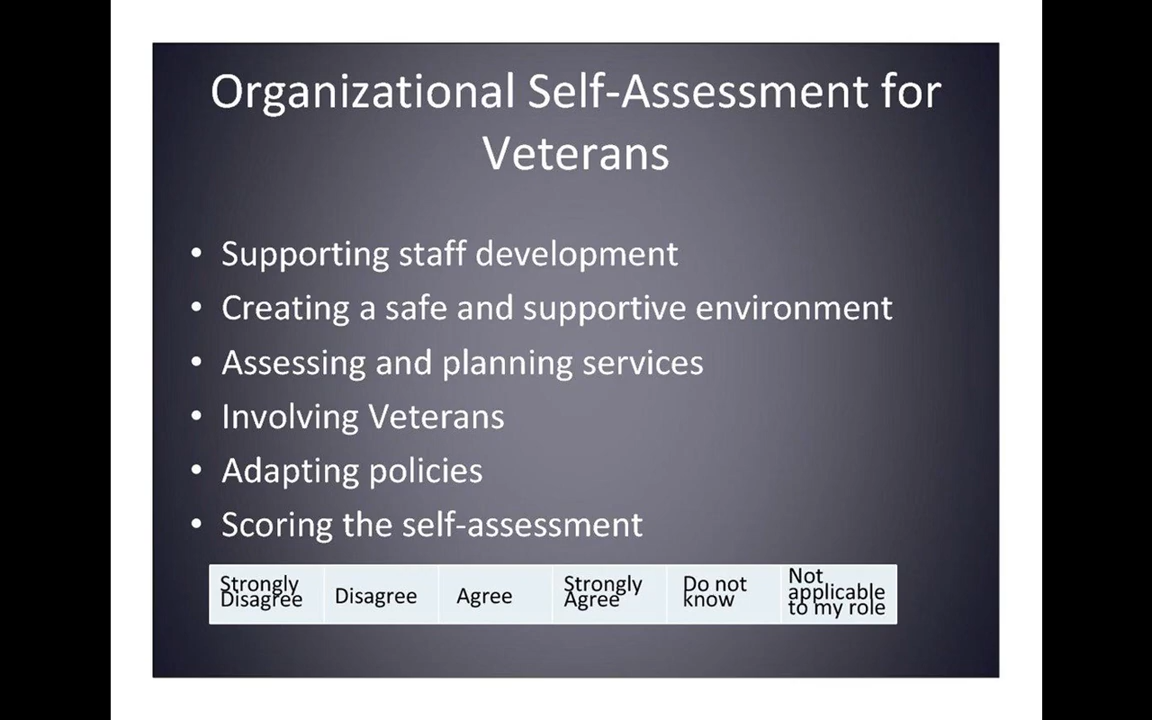 Organizational Self-Assessment for
Veterans
• Supporting staff development
• Creating a safe and supportive environment
• Assessing and planning services
• Involving Veterans
• Adapting policies
• Scoring the self-assessment
Strongly
Disagree
Disagree
Agree
Strongly
Agree
Do not
know
Not
applicable
to my role